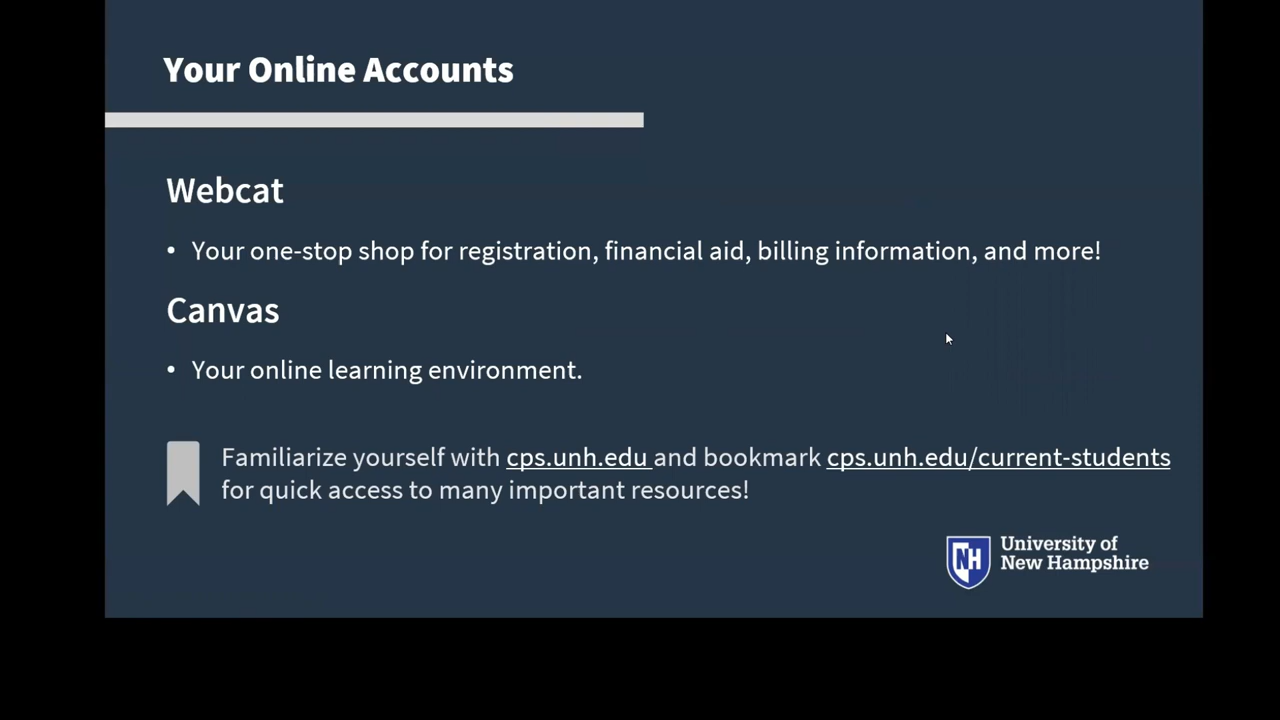 Your Online Accounts
Webcat
• Your one-stop shop for registration, financial aid, billing information, and more!
Canvas
• Your online learning environment.
Familiarize yourself with cps.unh.edu and bookmark cps.unh.edu/current-students
for quick access to many important resources!
NH
University of
New Hampshire